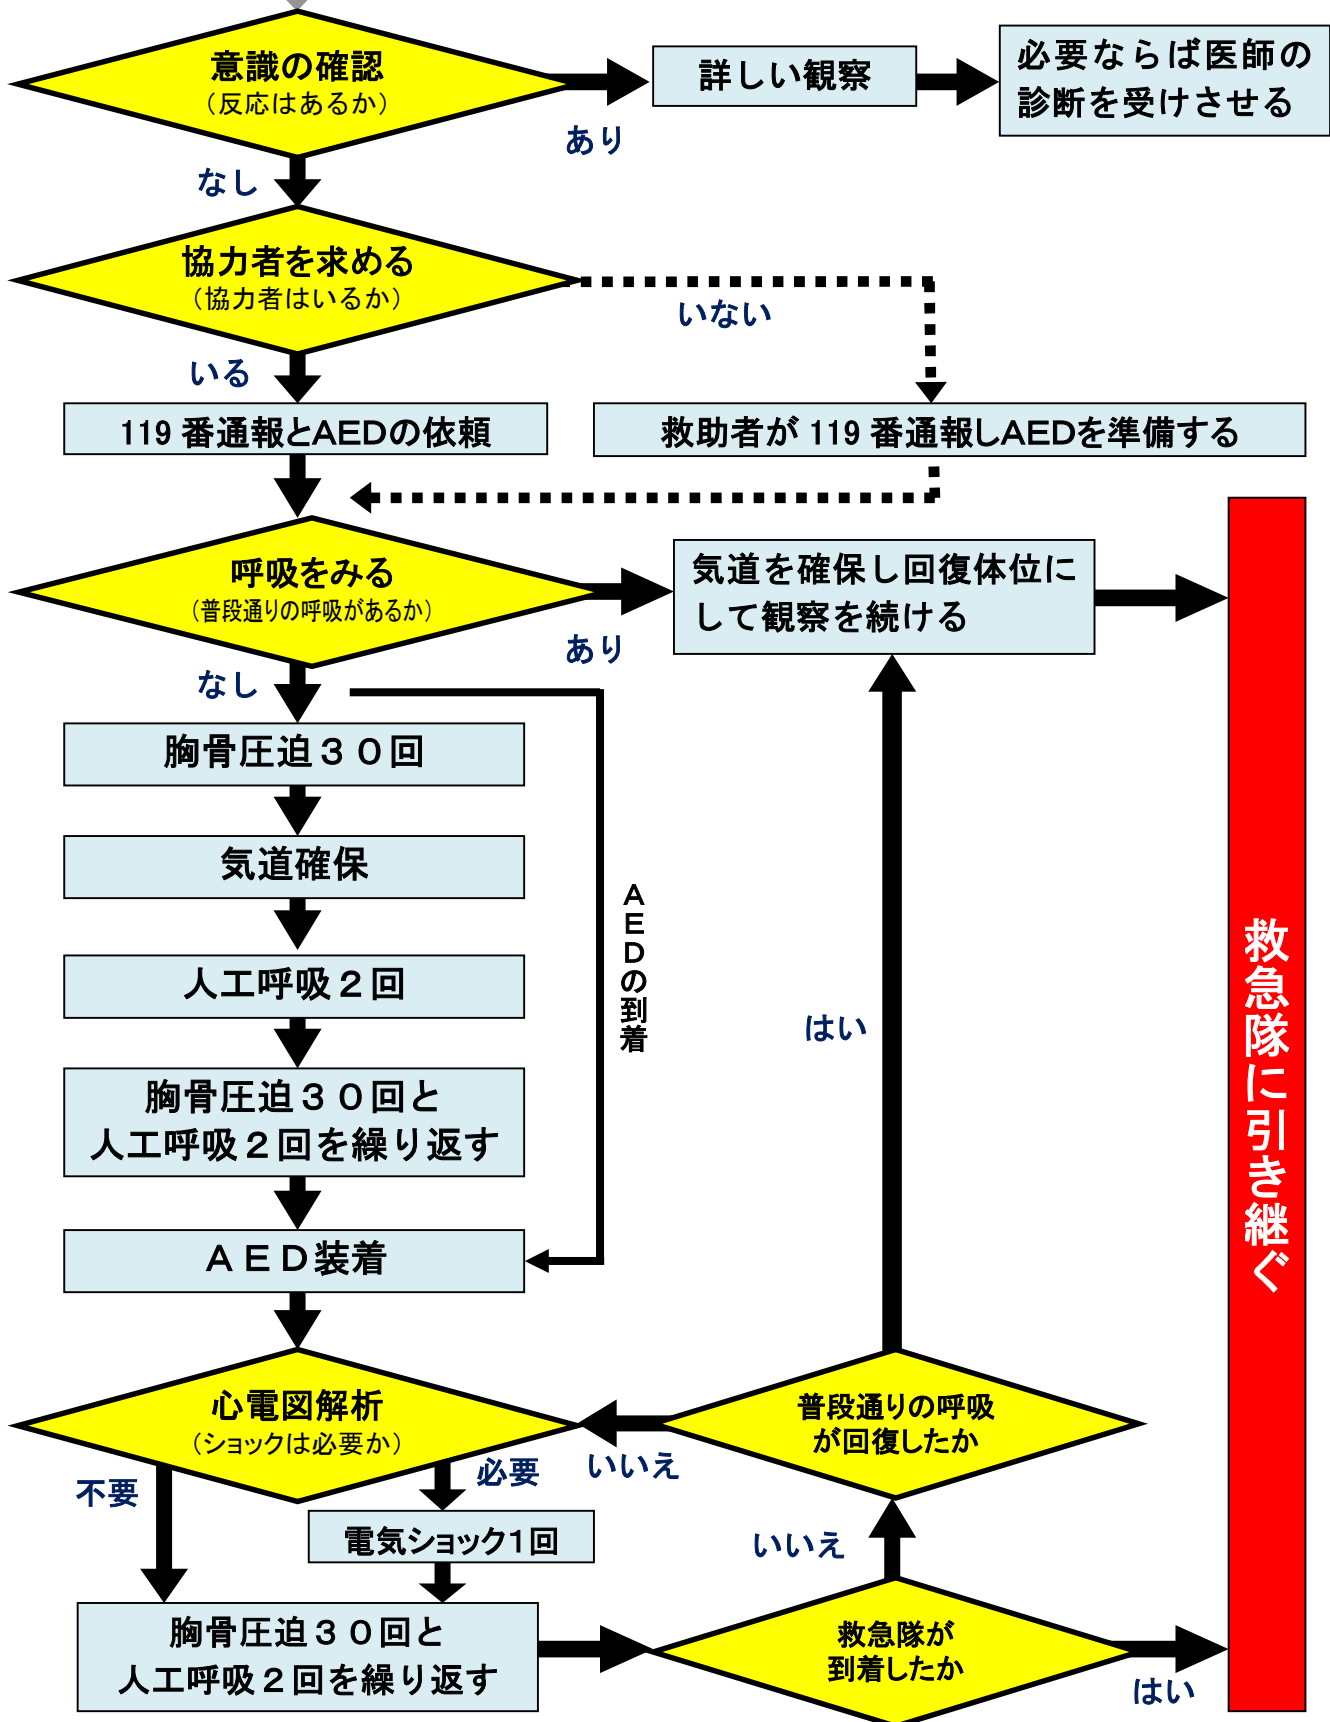 意識の確認
（反応はあるか）
あり
詳しい観察
必要ならば医師の
診断を受けさせる
なし
協力者を求める
（協力者はいるか）
いない
いる
119 番通報とAEDの依頼
救助者が 119 番通報しAEDを準備する
呼吸をみる
（普段通りの呼吸があるか）
あり
気道を確保し回復体位に
して観察を続ける
なし
胸骨圧迫３０回
気道確保
人工呼吸２回
胸骨圧迫３０回と
人工呼吸２回を繰り返す
AEDの到着
ＡＥＤ装着
はい
救急隊に引き継ぐ
心電図解析
（ショックは必要か）
不要
必要
いいえ
普段通りの呼吸
が回復したか
電気ショック1回
いいえ
胸骨圧迫３０回と
人工呼吸２回を繰り返す
救急隊が
到着したか
はい